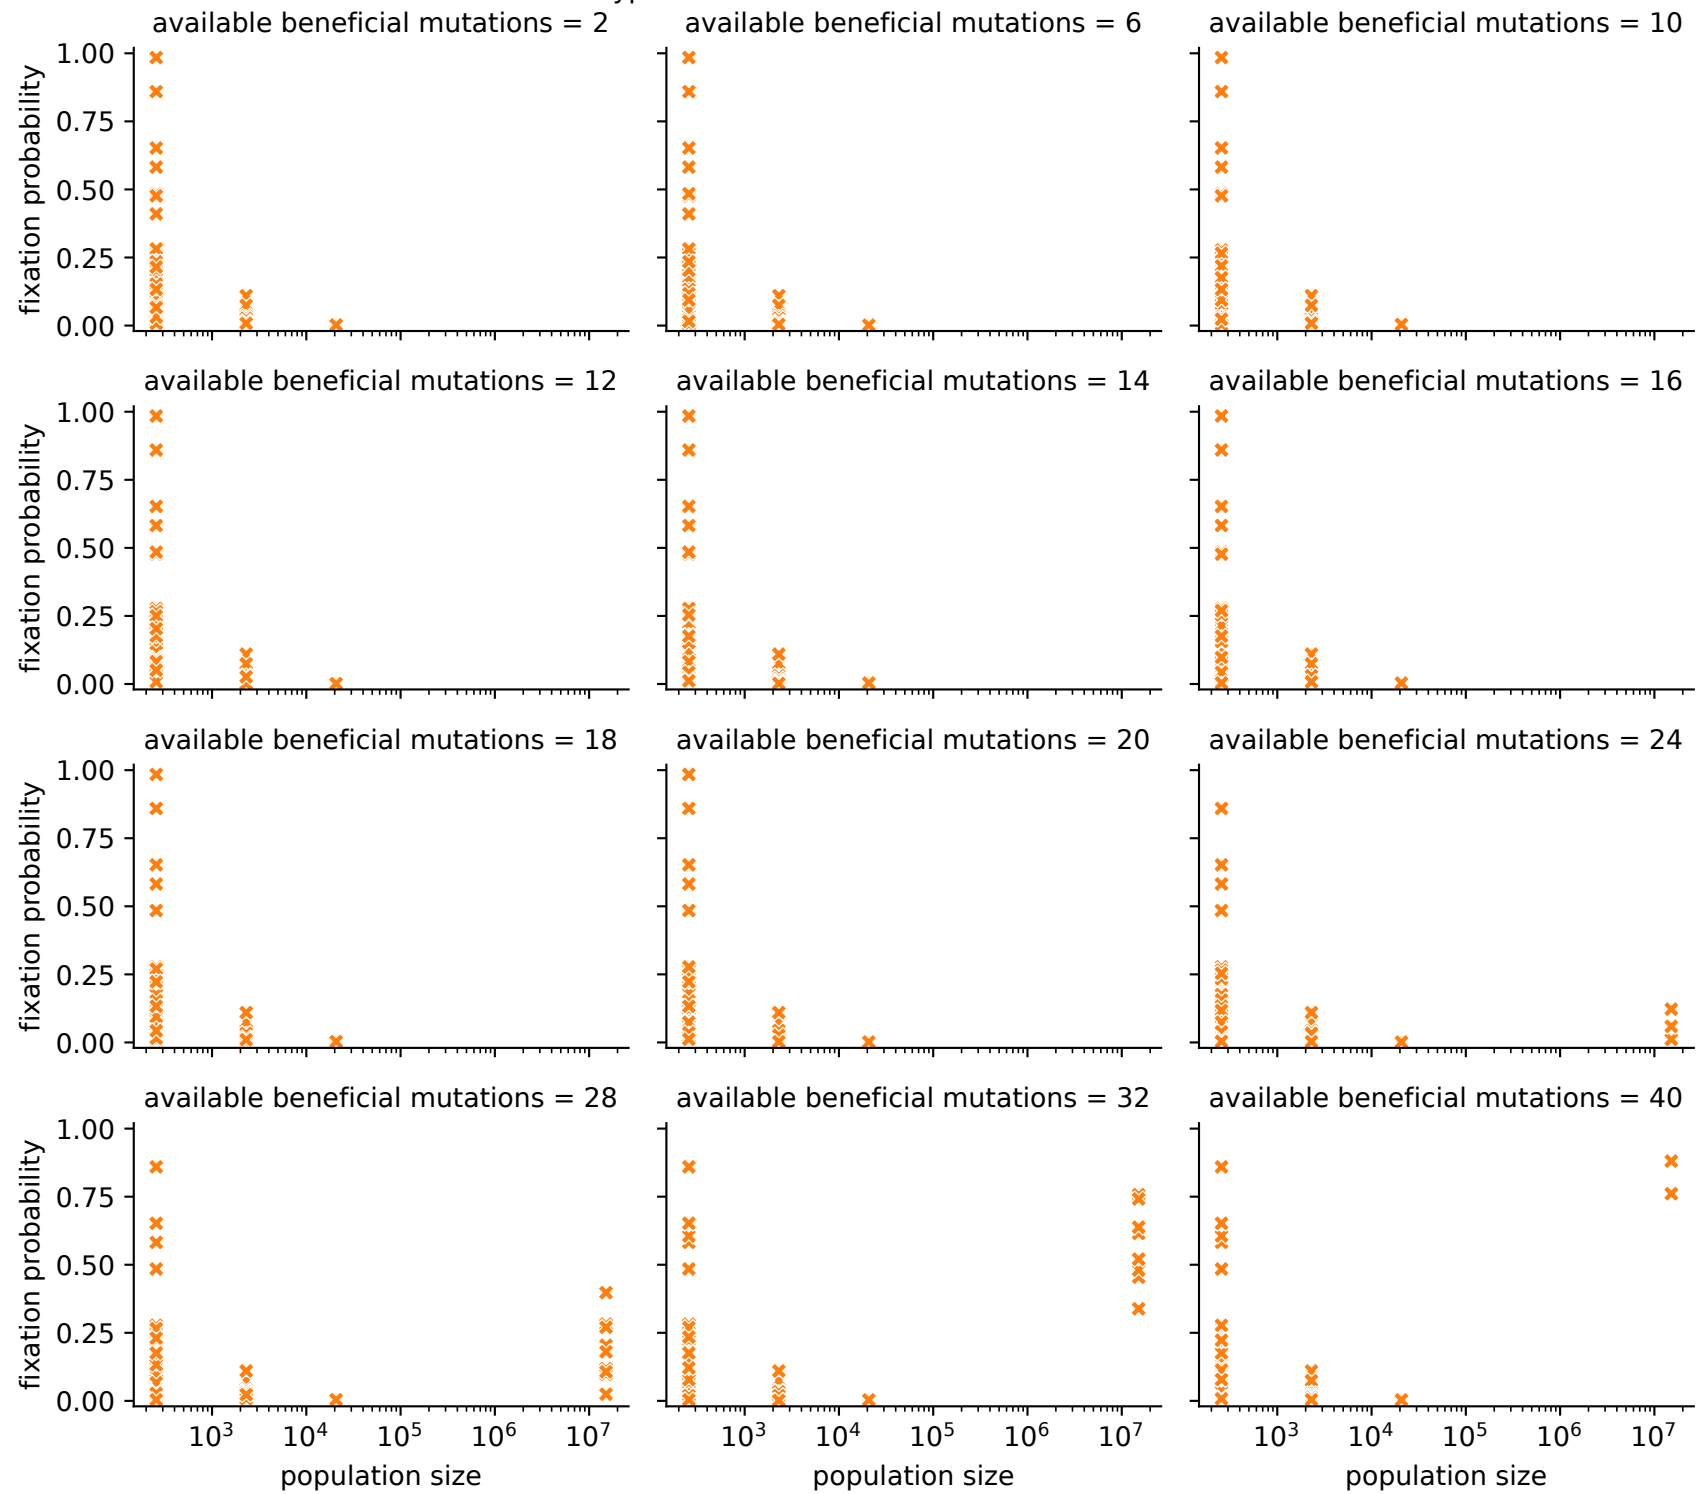 available beneficial mutations = 2
available beneficial mutations = 6
available beneficial mutations = 10
1.00
0.75
0.50
0.25
0.00
fixation probability
available beneficial mutations = 12
available beneficial mutations = 14
available beneficial mutations = 16
1.00
0.75
0.50
0.25
0.00
fixation probability
available beneficial mutations = 18
available beneficial mutations = 20
available beneficial mutations = 24
1.00
0.75
0.50
0.25
0.00
fixation probability
available beneficial mutations = 28
available beneficial mutations = 32
available beneficial mutations = 40
1.00
0.75
0.50
0.25
0.00
fixation probability
10³ 10⁴ 10⁵ 10⁶ 10⁷
10³ 10⁴ 10⁵ 10⁶ 10⁷
10³ 10⁴ 10⁵ 10⁶ 10⁷
population size
population size
population size